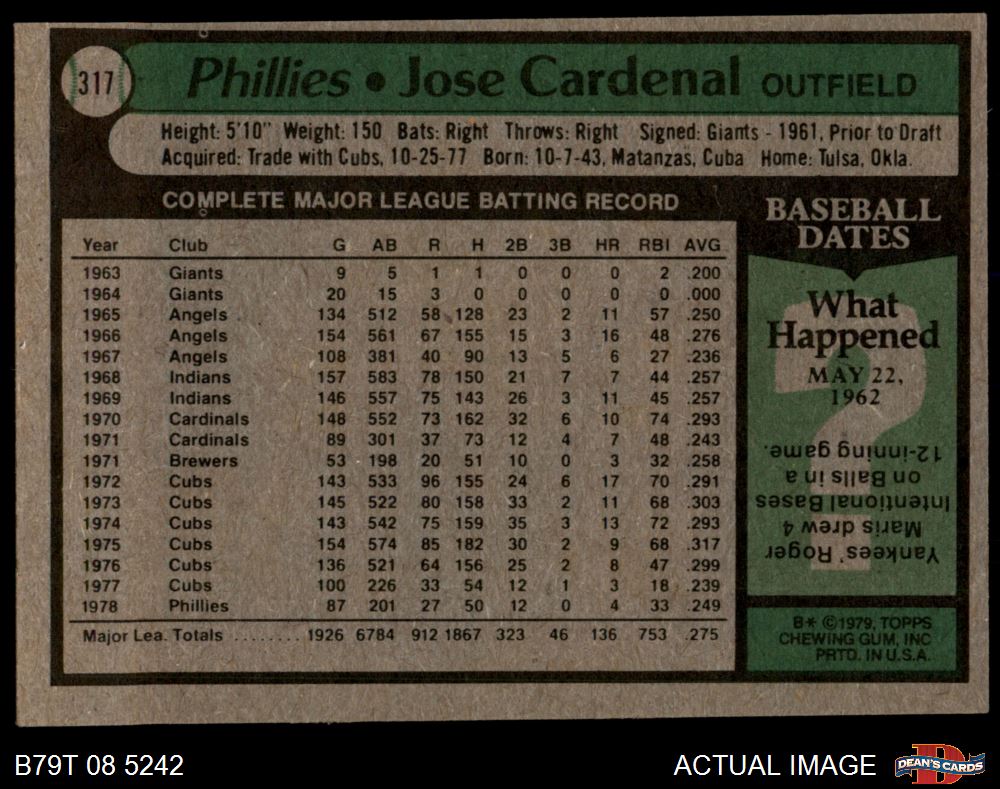 317
Phillies • Jose Cardenal OUTFIELD
Height: 5'10" Weight: 150 Bats: Right Throws: Right Signed: Giants - 1961, Prior to Draft
Acquired: Trade with Cubs, 10-25-77 Born: 10-7-43, Matanzas, Cuba Home: Tulsa, Okla.
COMPLETE MAJOR LEAGUE BATTING RECORD
Year Club G AB R H 2B 3B HR RBI AVG
1963 Giants 9 5 1 1 0 0 0 2 .200
1964 Giants 20 15 3 0 0 0 0 0 .000
1965 Angels 134 512 58 128 23 2 11 57 .250
1966 Angels 154 561 67 155 15 3 16 48 .276
1967 Angels 108 381 40 90 13 5 6 27 .236
1968 Indians 157 583 78 150 21 7 7 44 .257
1969 Indians 146 557 75 143 26 3 11 45 .257
1970 Cardinals 148 552 73 162 32 6 10 74 .293
1971 Cardinals 89 301 37 73 12 4 7 48 .243
1971 Brewers 53 198 20 51 10 0 3 32 .258
1972 Cubs 143 533 96 155 24 6 17 70 .291
1973 Cubs 145 522 80 158 33 2 11 68 .303
1974 Cubs 143 542 75 159 35 3 13 72 .293
1975 Cubs 154 574 85 182 30 2 9 68 .317
1976 Cubs 136 521 64 156 25 2 8 47 .299
1977 Cubs 100 226 33 54 12 1 3 18 .239
1978 Phillies 87 201 27 50 12 0 4 33 .249
Major Lea. Totals ........ 1926 6784 912 1867 323 46 136 753 .275
BASEBALL
DATES
What
Happened
MAY 22,
1962
Yankees' Roger
Maris drew 4
Intentional Bases
on Balls in a
12-inning game.
B* ©1979, TOPPS
CHEWING GUM, INC
PRTD. IN U.S.A.
B79T 08 5242
ACTUAL IMAGE
DEAN'S CARDS